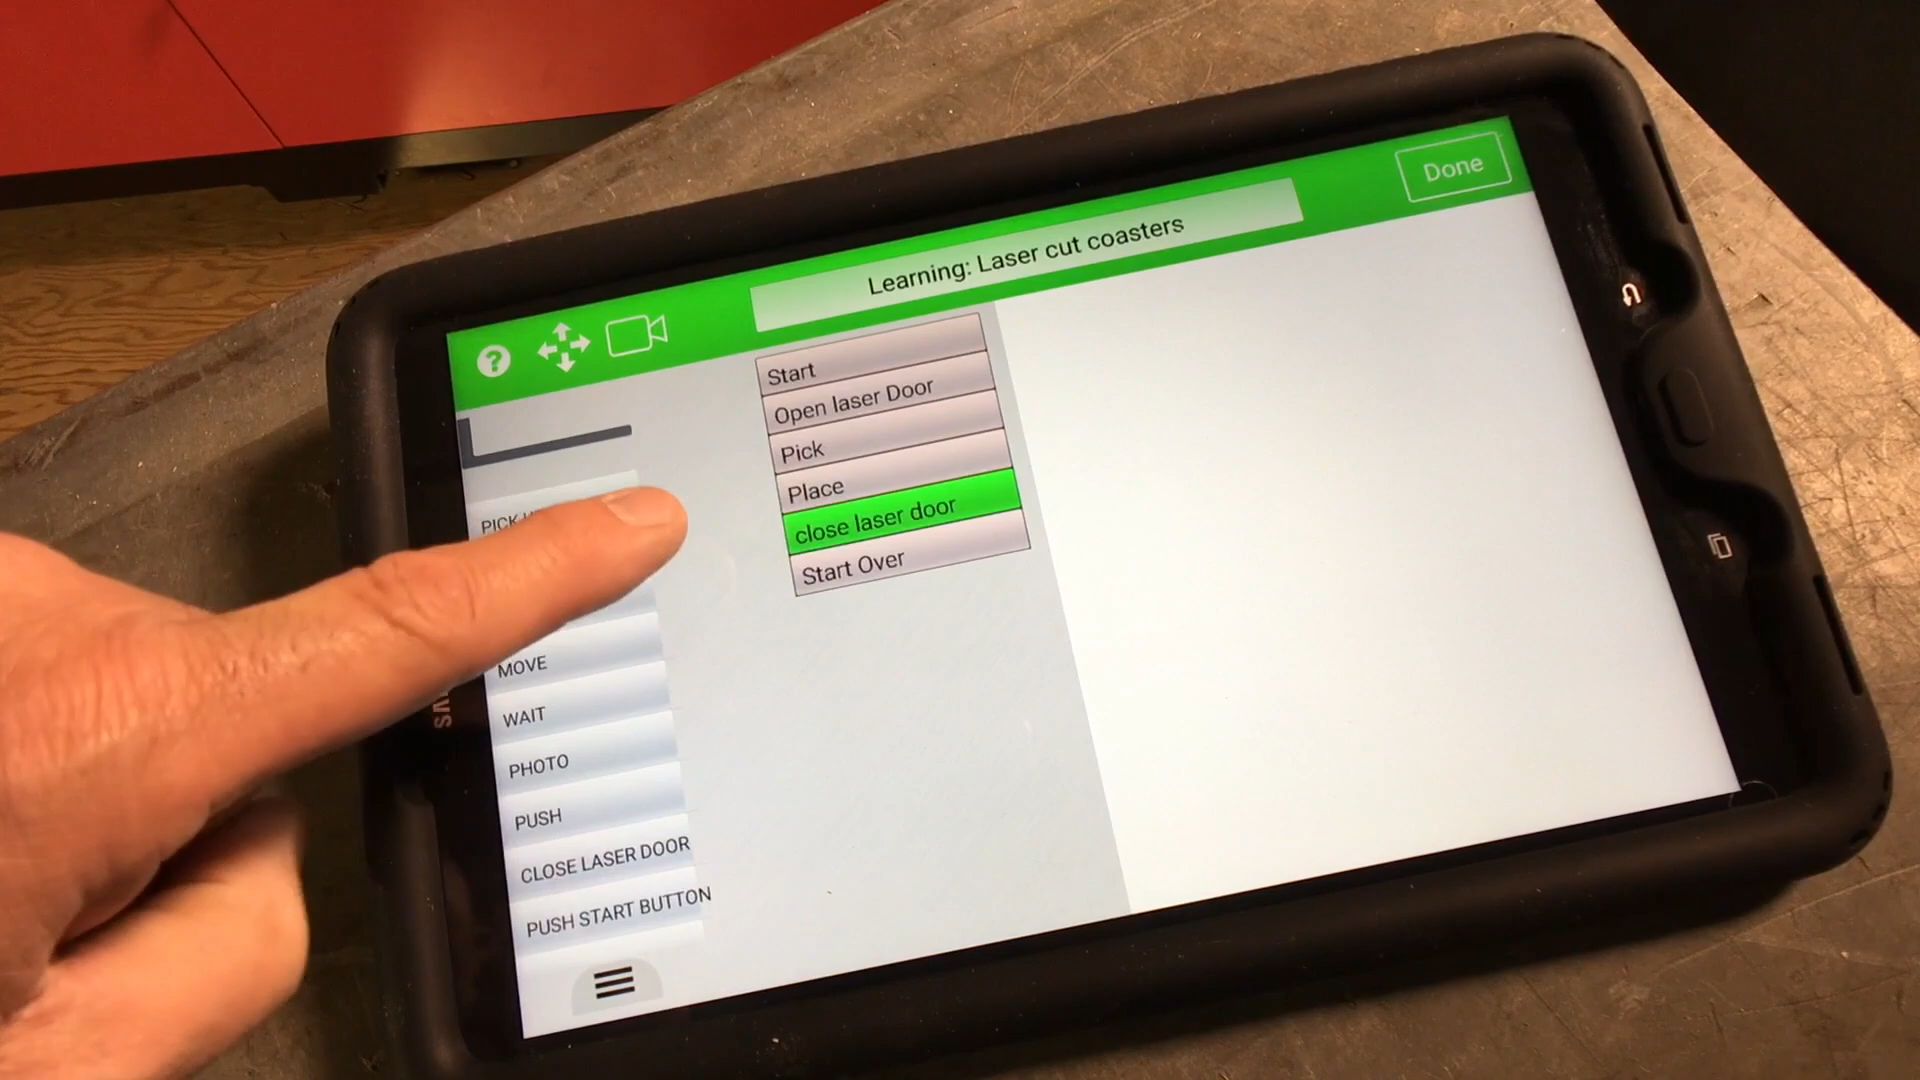 Done
Learning: Laser cut coasters
?
Start
Open laser Door
Pick
Place
close laser door
Start Over
PICK
MOVE
WAIT
PHOTO
PUSH
CLOSE LASER DOOR
PUSH START BUTTON